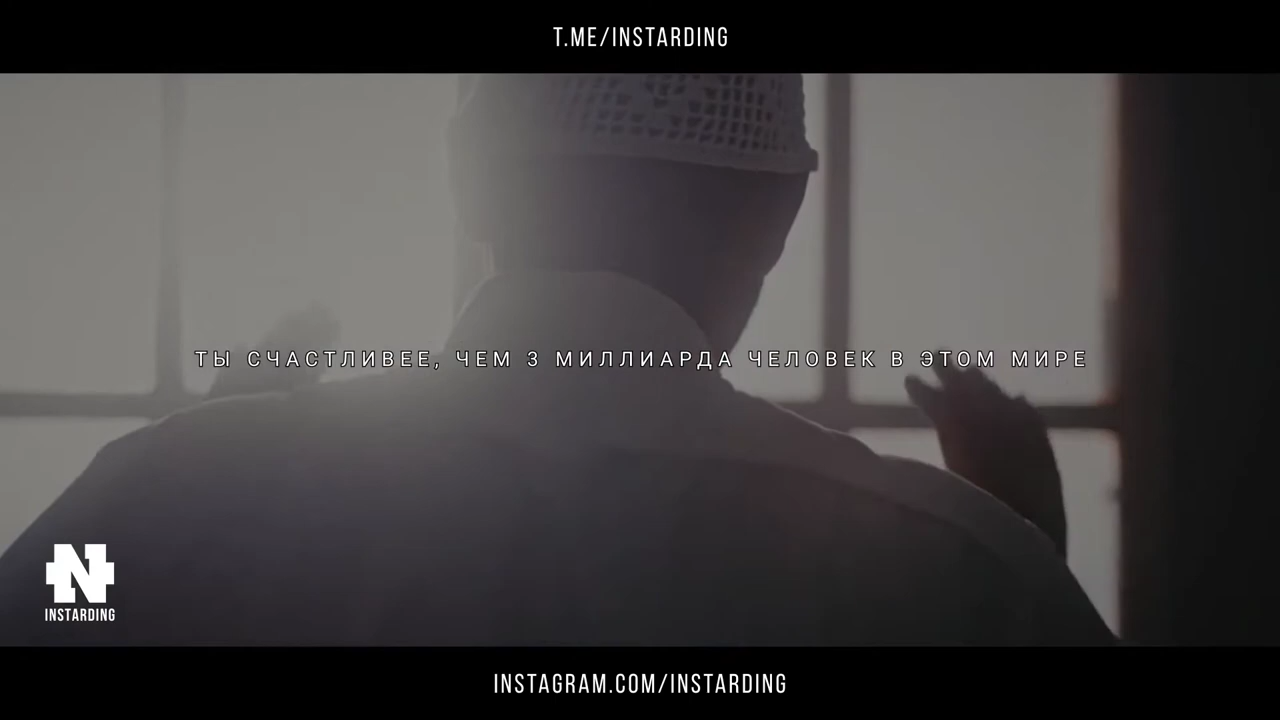 T.ME/INSTARDING
ТЫ СЧАСТЛИВЕЕ, ЧЕМ 3 МИЛЛИАРДА ЧЕЛОВЕК В ЭТОМ МИРЕ
N
INSTARDING
INSTAGRAM.COM/INSTARDING